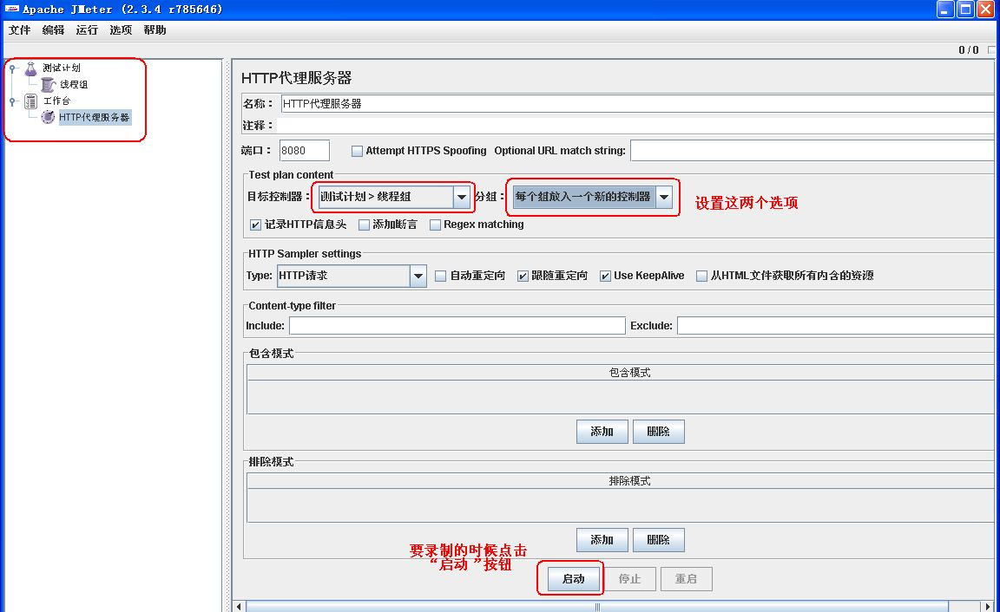 Apache JMeter (2.3.4 r785646)
文件 编辑 运行 选项 帮助
0 / 0
测试计划
线程组
工作台
HTTP代理服务器
HTTP代理服务器
名称： HTTP代理服务器
注释：
端口： 8080 Attempt HTTPS Spoofing Optional URL match string:
Test plan content
目标控制器： 测试计划 > 线程组 分组： 每个组放入一个新的控制器 设置这两个选项
记录HTTP信息头 添加断言 Regex matching
HTTP Sampler settings
Type: HTTP请求 自动重定向 跟随重定向 Use KeepAlive 从HTML文件获取所有内含的资源
Content-type filter
Include: Exclude:
包含模式
包含模式
添加 删除
排除模式
排除模式
添加 删除
要录制的时候点击
“启动 ”按钮
启动 停止 重启